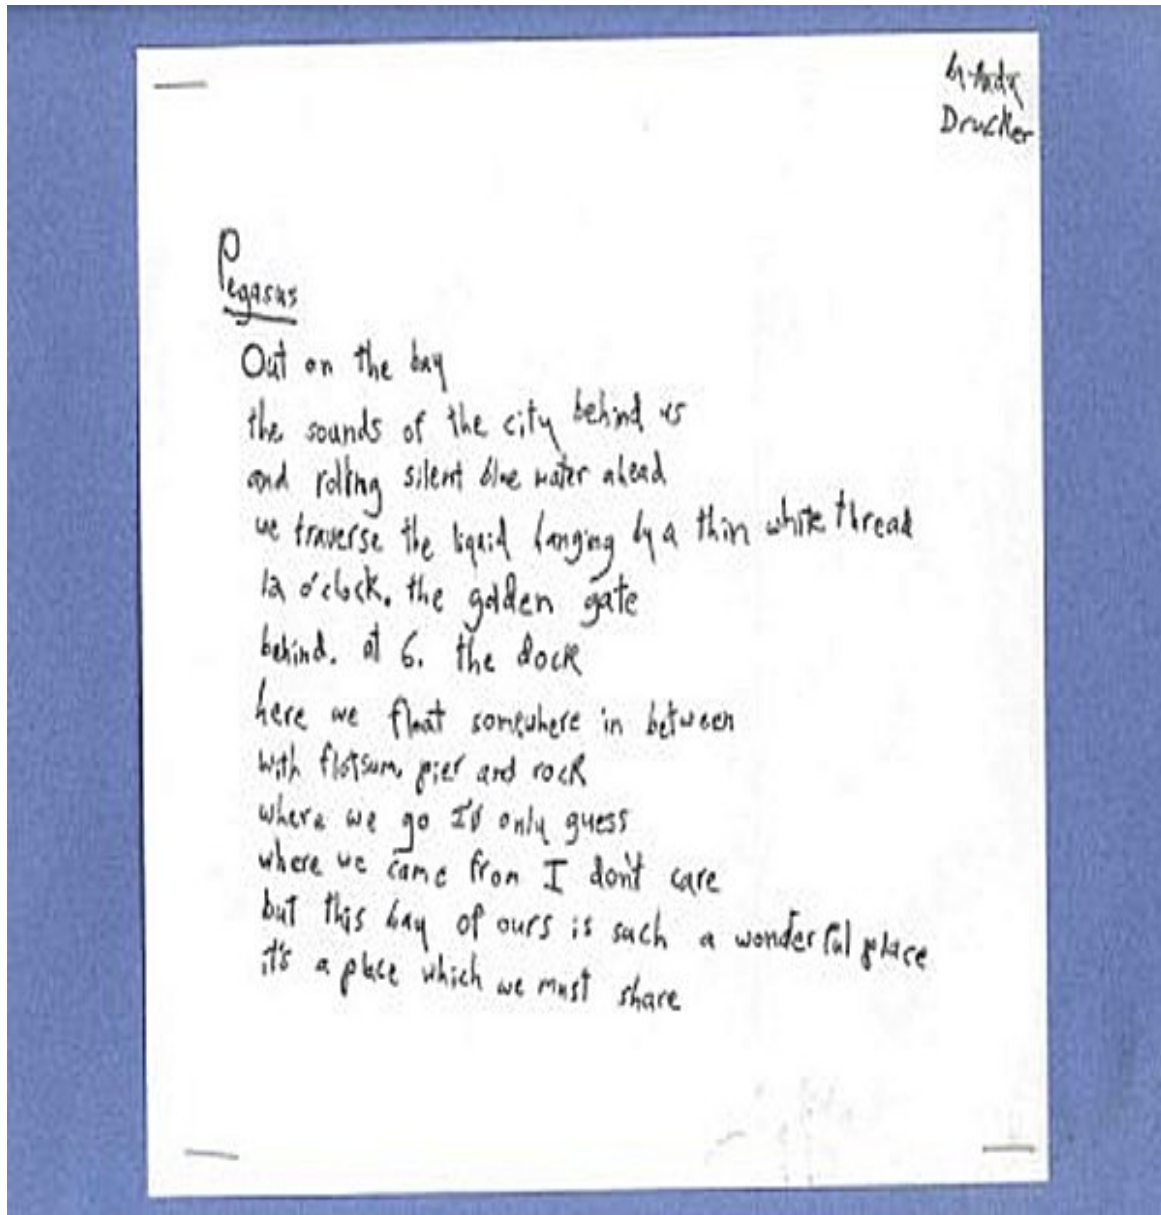 by Andy
Drucker
Pegasus
Out on the bay
the sounds of the city behind us
and rolling silent blue water ahead
we traverse the liquid hanging by a thin white thread
12 o'clock. the golden gate
behind. at 6. the dock
here we float somewhere in between
with flotsum, pier and rock
where we go I'd only guess
where we came from I don't care
but this bay of ours is such a wonderful place
it's a place which we must share